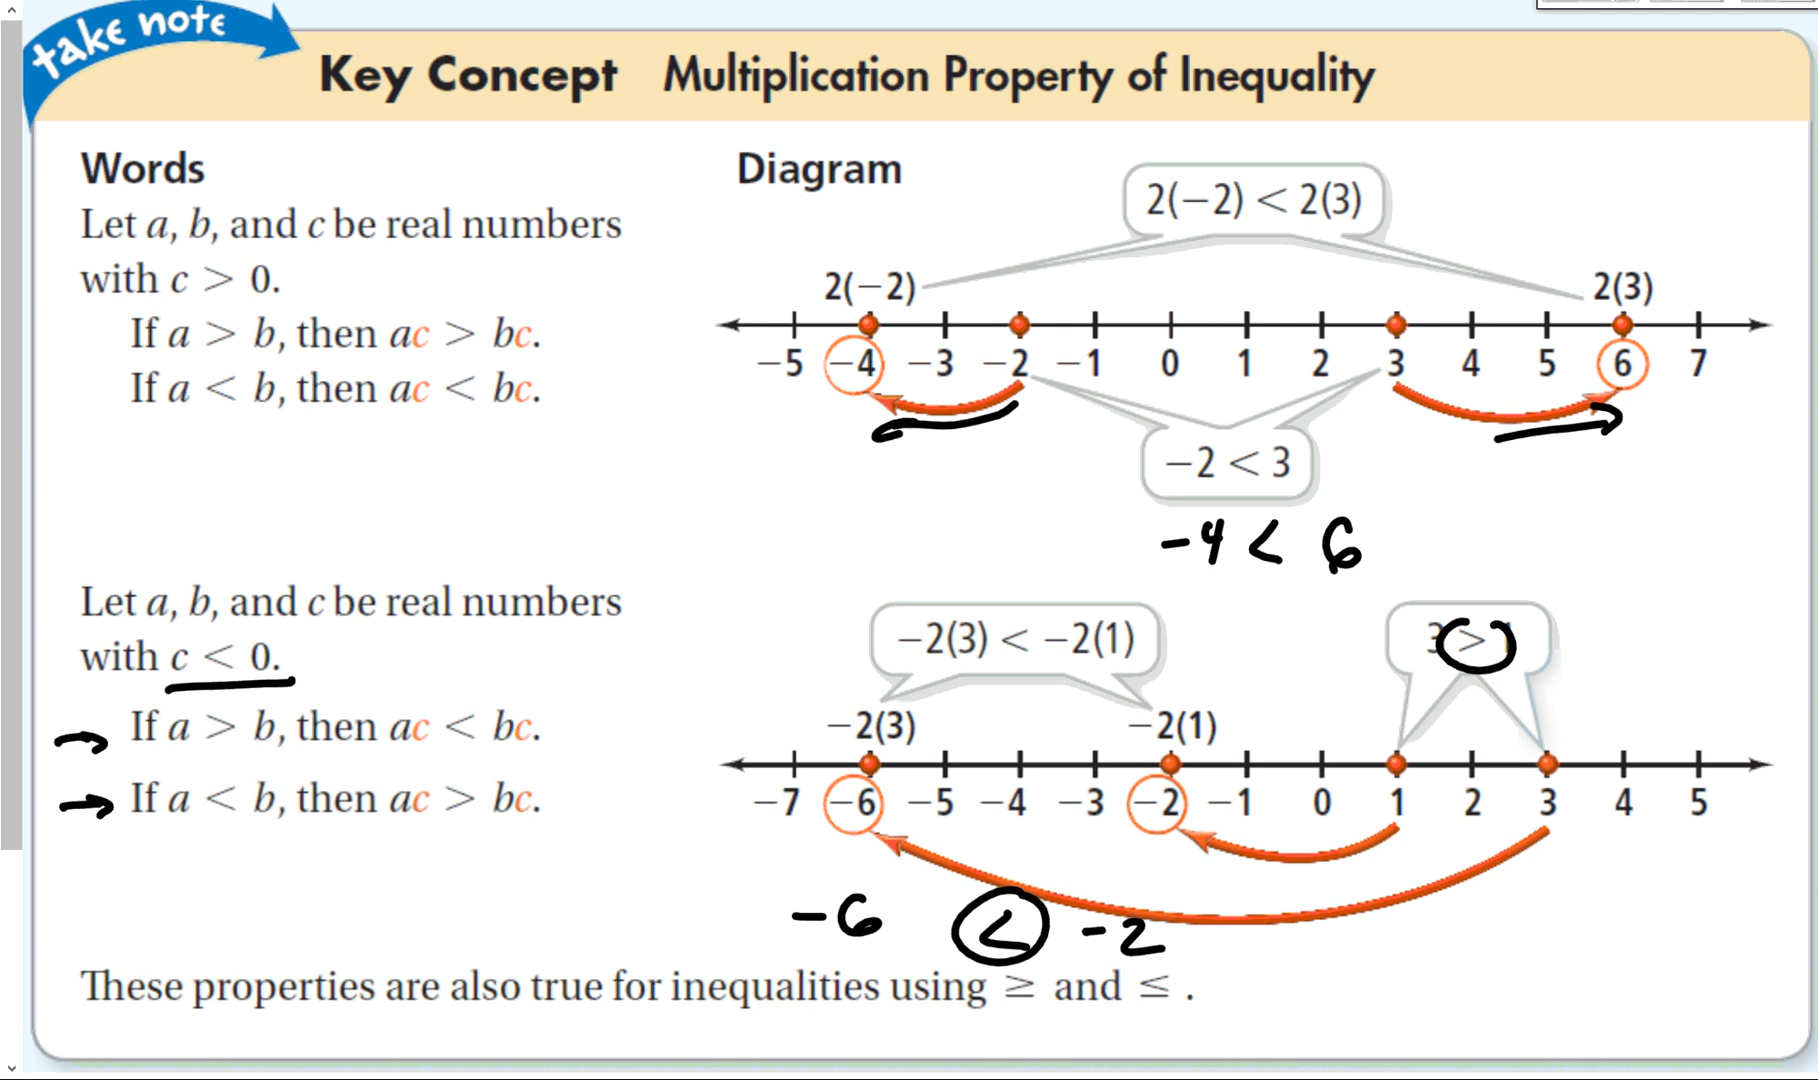 take note
Key Concept Multiplication Property of Inequality
Words
Let a, b, and c be real numbers
with c > 0.
If a > b, then ac > bc.
If a < b, then ac < bc.
Diagram
2(−2) < 2(3)
2(−2) 2(3)
−5 −4 −3 −2 −1 0 1 2 3 4 5 6 7
−2 < 3
-4 < 6
Let a, b, and c be real numbers
with c < 0.
If a > b, then ac < bc.
If a < b, then ac > bc.
−2(3) < −2(1)
3 >
−2(3) −2(1)
−7 −6 −5 −4 −3 −2 −1 0 1 2 3 4 5
-6 < -2
These properties are also true for inequalities using ≥ and ≤ .